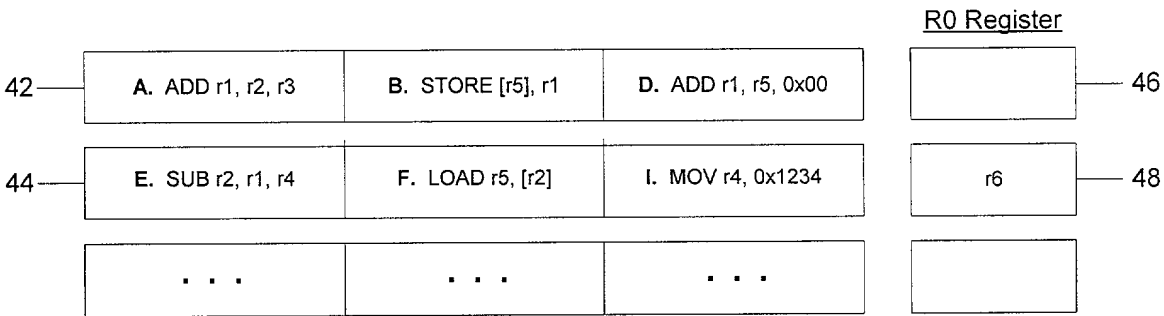 R0 Register
42 A. ADD r1, r2, r3 B. STORE [r5], r1 D. ADD r1, r5, 0x00 46
44 E. SUB r2, r1, r4 F. LOAD r5, [r2] I. MOV r4, 0x1234 r6 48
. . . . . . . . .